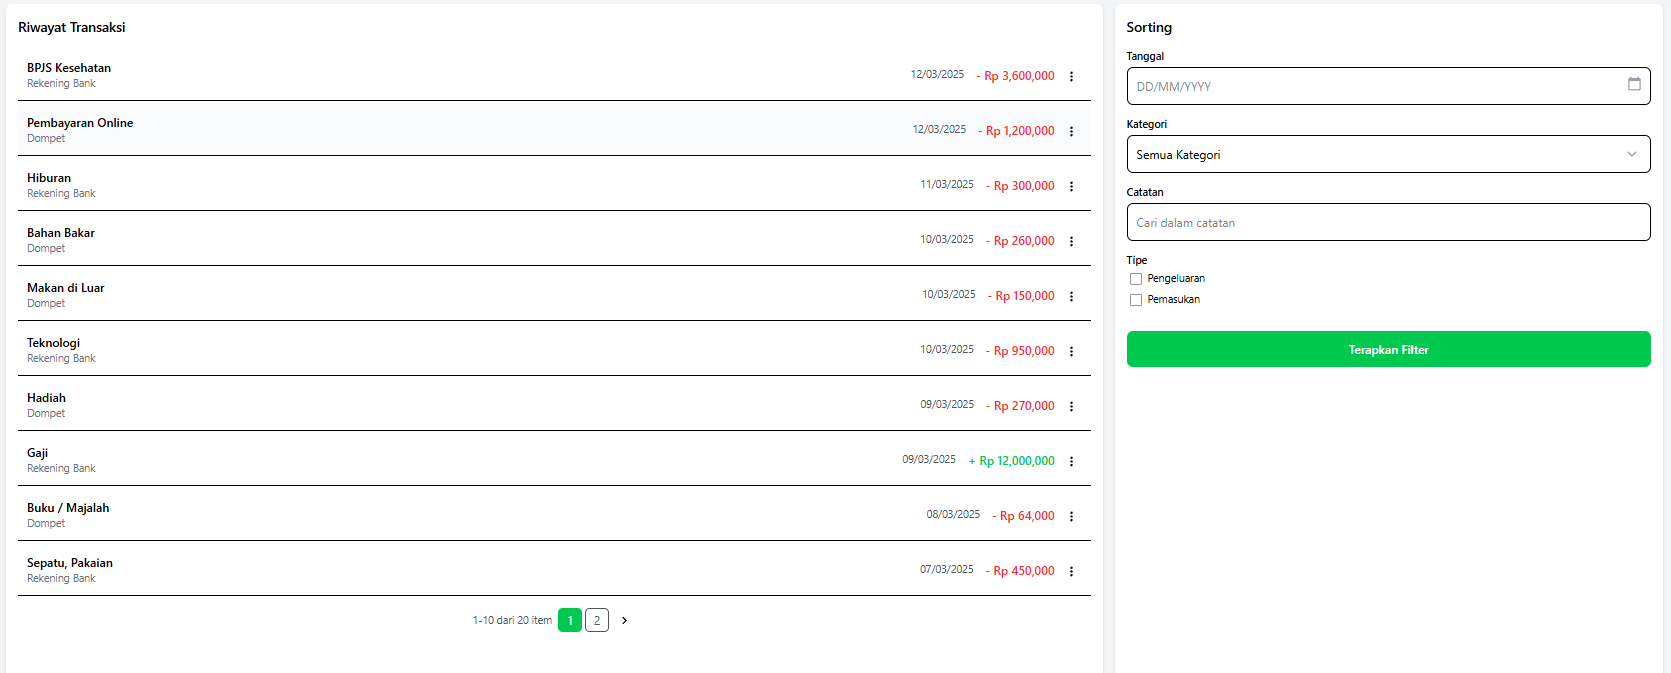 Riwayat Transaksi
BPJS Kesehatan
Rekening Bank
12/03/2025 - Rp 3,600,000
Pembayaran Online
Dompet
12/03/2025 - Rp 1,200,000
Hiburan
Rekening Bank
11/03/2025 - Rp 300,000
Bahan Bakar
Dompet
10/03/2025 - Rp 260,000
Makan di Luar
Dompet
10/03/2025 - Rp 150,000
Teknologi
Rekening Bank
10/03/2025 - Rp 950,000
Hadiah
Dompet
09/03/2025 - Rp 270,000
Gaji
Rekening Bank
09/03/2025 + Rp 12,000,000
Buku / Majalah
Dompet
08/03/2025 - Rp 64,000
Sepatu, Pakaian
Rekening Bank
07/03/2025 - Rp 450,000
1-10 dari 20 item 1 2
Sorting
Tanggal
DD/MM/YYYY
Kategori
Semua Kategori
Catatan
Cari dalam catatan
Tipe
Pengeluaran
Pemasukan
Terapkan Filter